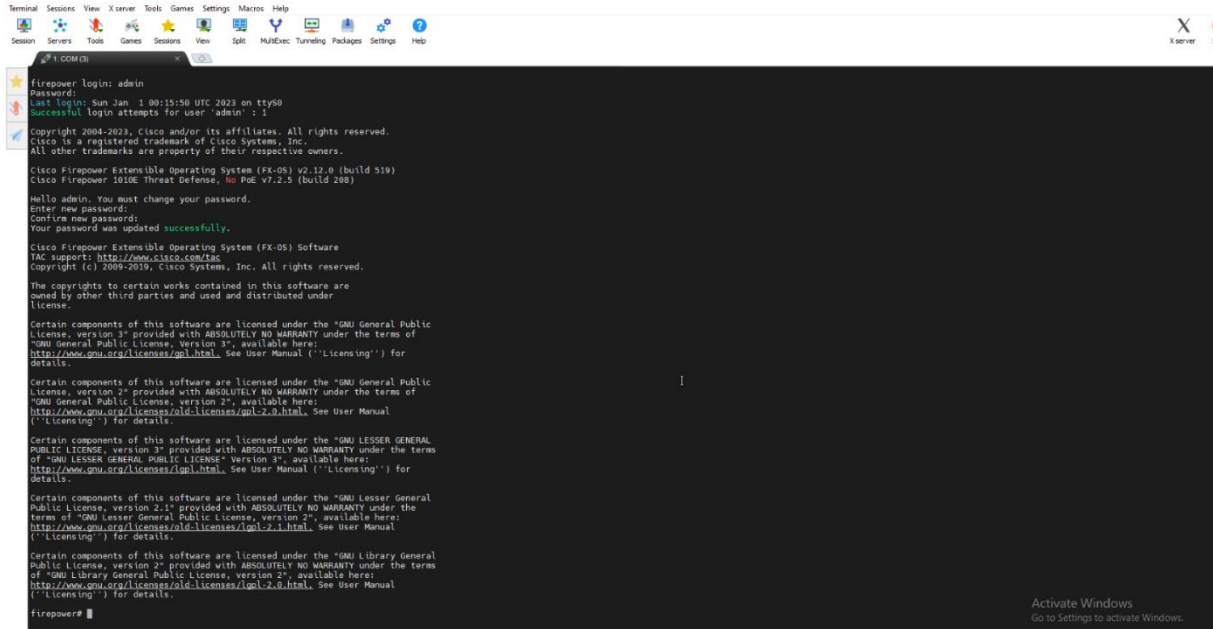 Terminal Sessions View X server Tools Games Settings Macros Help
Session Servers Tools Games Sessions View Split MultiExec Tunneling Packages Settings Help X server
1. COM (3)
firepower login: admin
Password:
Last login: Sun Jan 1 00:15:50 UTC 2023 on ttyS0
Successful login attempts for user 'admin' : 1
Copyright 2004-2023, Cisco and/or its affiliates. All rights reserved.
Cisco is a registered trademark of Cisco Systems, Inc.
All other trademarks are property of their respective owners.
Cisco Firepower Extensible Operating System (FX-OS) v2.12.0 (build 519)
Cisco Firepower 1010E Threat Defense, No PoE v7.2.5 (build 208)
Hello admin. You must change your password.
Enter new password:
Confirm new password:
Your password was updated successfully.
Cisco Firepower Extensible Operating System (FX-OS) Software
TAC support: http://www.cisco.com/tac
Copyright (c) 2009-2019, Cisco Systems, Inc. All rights reserved.
The copyrights to certain works contained in this software are
owned by other third parties and used and distributed under
license.
Certain components of this software are licensed under the "GNU General Public
License, version 3" provided with ABSOLUTELY NO WARRANTY under the terms of
"GNU General Public License, Version 3", available here:
http://www.gnu.org/licenses/gpl.html. See User Manual (''Licensing'') for
details.
Certain components of this software are licensed under the "GNU General Public
License, version 2" provided with ABSOLUTELY NO WARRANTY under the terms of
"GNU General Public License, version 2", available here:
http://www.gnu.org/licenses/old-licenses/gpl-2.0.html. See User Manual
(''Licensing'') for details.
Certain components of this software are licensed under the "GNU LESSER GENERAL
PUBLIC LICENSE, version 3" provided with ABSOLUTELY NO WARRANTY under the terms
of "GNU LESSER GENERAL PUBLIC LICENSE" Version 3", available here:
http://www.gnu.org/licenses/lgpl.html. See User Manual (''Licensing'') for
details.
Certain components of this software are licensed under the "GNU Lesser General
Public License, version 2.1" provided with ABSOLUTELY NO WARRANTY under the
terms of "GNU Lesser General Public License, version 2", available here:
http://www.gnu.org/licenses/old-licenses/lgpl-2.1.html. See User Manual
(''Licensing'') for details.
Certain components of this software are licensed under the "GNU Library General
Public License, version 2" provided with ABSOLUTELY NO WARRANTY under the terms
of "GNU Library General Public License, version 2", available here:
http://www.gnu.org/licenses/old-licenses/lgpl-2.0.html. See User Manual
(''Licensing'') for details.
firepower#
Activate Windows
Go to Settings to activate Windows.